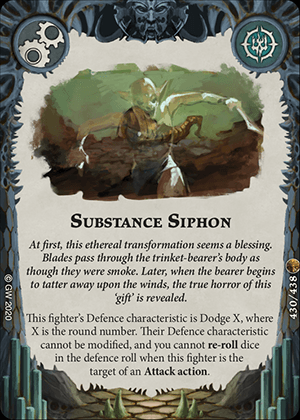 SUBSTANCE SIPHON
At first, this ethereal transformation seems a blessing.
Blades pass through the trinket-bearer's body as
though they were smoke. Later, when the bearer begins
to tatter away upon the winds, the true horror of this
'gift' is revealed.
This fighter's Defence characteristic is Dodge X, where
X is the round number. Their Defence characteristic
cannot be modified, and you cannot re-roll dice
in the defence roll when this fighter is the
target of an Attack action.
© GW 2020
430/438